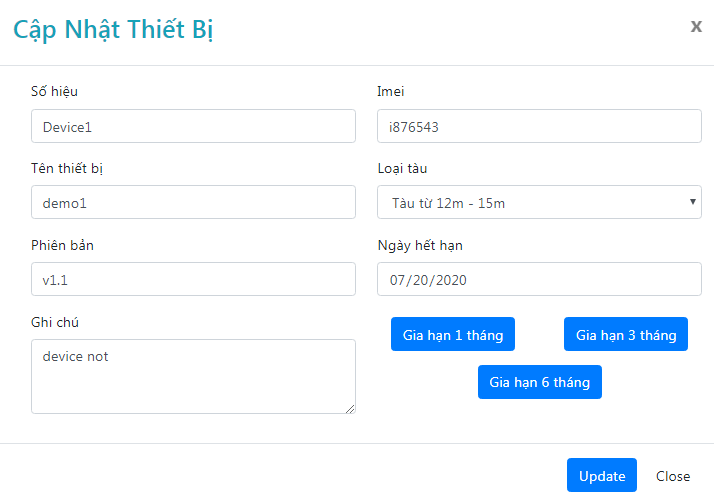 Cập Nhật Thiết Bị
x
Số hiệu
Imei
Device1
i876543
Tên thiết bị
Loại tàu
demo1
Tàu từ 12m - 15m
Phiên bản
Ngày hết hạn
v1.1
07/20/2020
Ghi chú
device not
Gia hạn 1 tháng
Gia hạn 3 tháng
Gia hạn 6 tháng
Update
Close